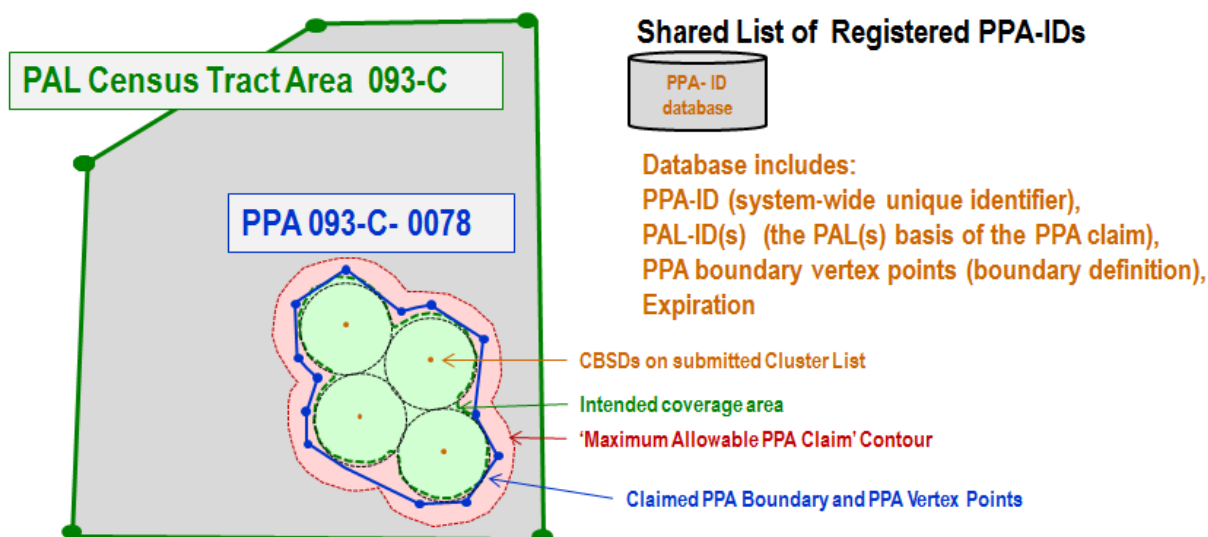 Shared List of Registered PPA-IDs
PAL Census Tract Area 093-C
PPA- ID
database
Database includes:
PPA-ID (system-wide unique identifier),
PAL-ID(s) (the PAL(s) basis of the PPA claim),
PPA boundary vertex points (boundary definition),
Expiration
PPA 093-C- 0078
CBSDs on submitted Cluster List
Intended coverage area
'Maximum Allowable PPA Claim' Contour
Claimed PPA Boundary and PPA Vertex Points